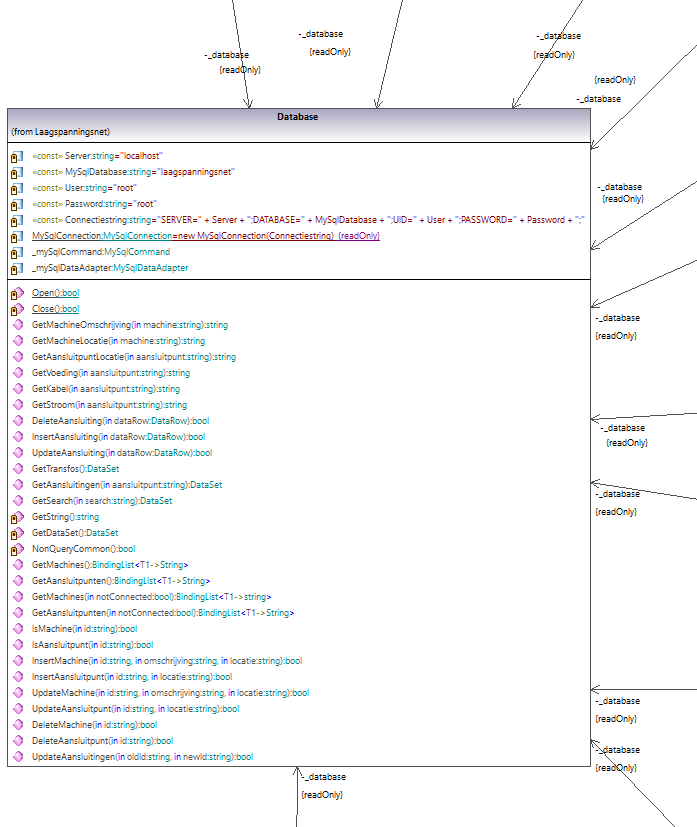 -_database
-_database
-_database
{readOnly}
{readOnly}
{readOnly}
{readOnly}
-_database
Database
(from Laagspanningsnet)
«const» Server:string="localhost"
«const» MySqlDatabase:string="laagspanningsnet"
«const» User:string="root"
«const» Password:string="root"
«const» Connectiestring:string="SERVER=" + Server + ";DATABASE=" + MySqlDatabase + ";UID=" + User + ";PASSWORD=" + Password + ";"
MySqlConnection:MySqlConnection=new MySqlConnection(Connectiestring) {readOnly}
_mySqlCommand:MySqlCommand
_mySqlDataAdapter:MySqlDataAdapter
Open():bool
Close():bool
GetMachineOmschrijving(in machine:string):string
GetMachineLocatie(in machine:string):string
GetAansluitpuntLocatie(in aansluitpunt:string):string
GetVoeding(in aansluitpunt:string):string
GetKabel(in aansluitpunt:string):string
GetStroom(in aansluitpunt:string):string
DeleteAansluiting(in dataRow:DataRow):bool
InsertAansluiting(in dataRow:DataRow):bool
UpdateAansluiting(in dataRow:DataRow):bool
GetTransfos():DataSet
GetAansluitingen(in aansluitpunt:string):DataSet
GetSearch(in search:string):DataSet
GetString():string
GetDataSet():DataSet
NonQueryCommon():bool
GetMachines():BindingList<T1->String>
GetAansluitpunten():BindingList<T1->String>
GetMachines(in notConnected:bool):BindingList<T1->string>
GetAansluitpunten(in notConnected:bool):BindingList<T1->String>
IsMachine(in id:string):bool
IsAansluitpunt(in id:string):bool
InsertMachine(in id:string, in omschrijving:string, in locatie:string):bool
InsertAansluitpunt(in id:string, in locatie:string):bool
UpdateMachine(in id:string, in omschrijving:string, in locatie:string):bool
UpdateAansluitpunt(in id:string, in locatie:string):bool
DeleteMachine(in id:string):bool
DeleteAansluitpunt(in id:string):bool
UpdateAansluitingen(in oldId:string, in newId:string):bool
-_database
{readOnly}
-_database
{readOnly}
-_database
{readOnly}
-_database
{readOnly}
-_database
{readOnly}
-_database
{readOnly}
-_database
{readOnly}